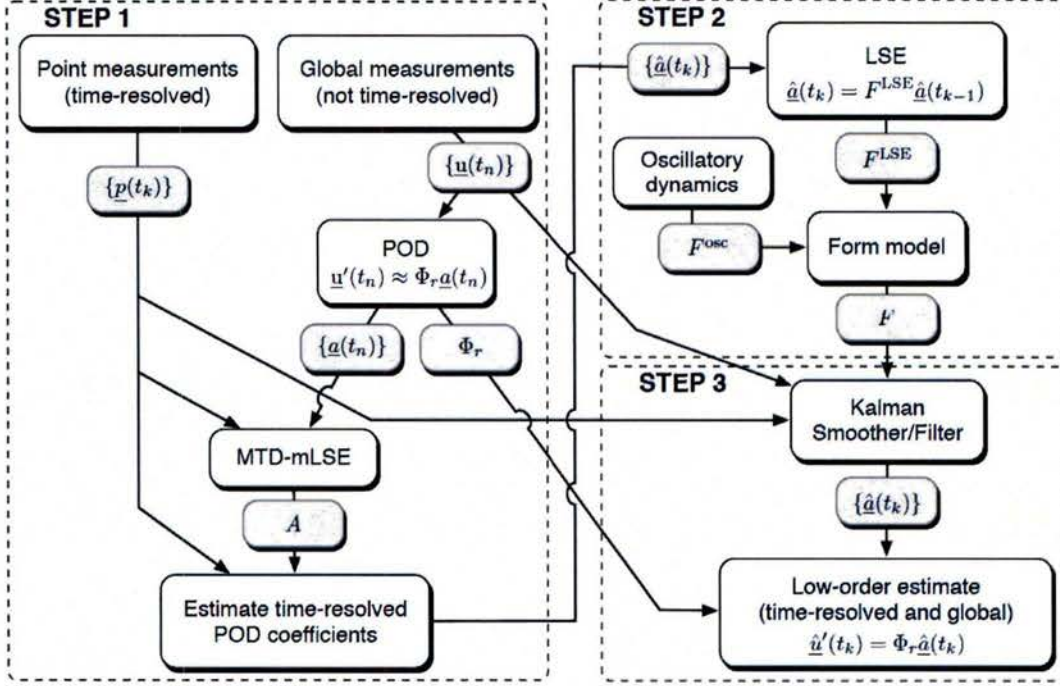 STEP 1
Point measurements
(time-resolved)
Global measurements
(not time-resolved)
{p(t_k)}
{u(t_n)}
POD
u′(t_n) ≈ Φ_r a(t_n)
{a(t_n)}
Φ_r
MTD-mLSE
A
Estimate time-resolved
POD coefficients
STEP 2
{â(t_k)}
LSE
â(t_k) = F^LSE â(t_{k−1})
F^LSE
Oscillatory
dynamics
F^osc
Form model
F
STEP 3
Kalman
Smoother/Filter
{â(t_k)}
Low-order estimate
(time-resolved and global)
û′(t_k) = Φ_r â(t_k)